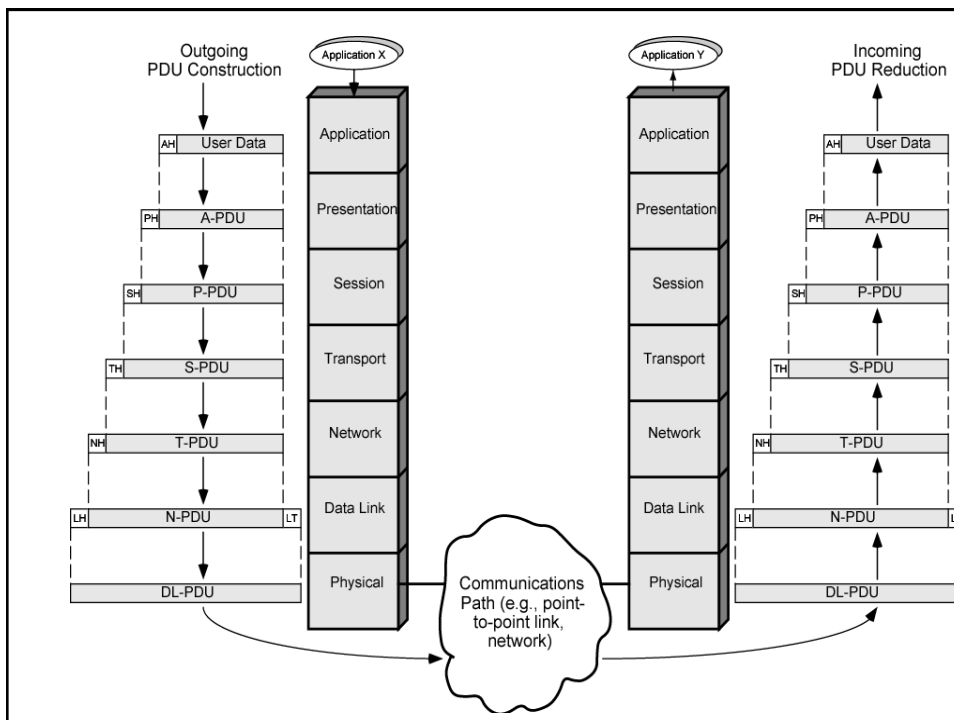 Outgoing
PDU Construction
Application X
Application Y
Incoming
PDU Reduction
AH
User Data
Application
Application
AH
User Data
PH
A-PDU
Presentation
Presentation
PH
A-PDU
SH
P-PDU
Session
Session
SH
P-PDU
TH
S-PDU
Transport
Transport
TH
S-PDU
NH
T-PDU
Network
Network
NH
T-PDU
LH
N-PDU
LT
Data Link
Data Link
LH
N-PDU
DL-PDU
Physical
Physical
DL-PDU
Communications
Path (e.g., point-
to-point link,
network)